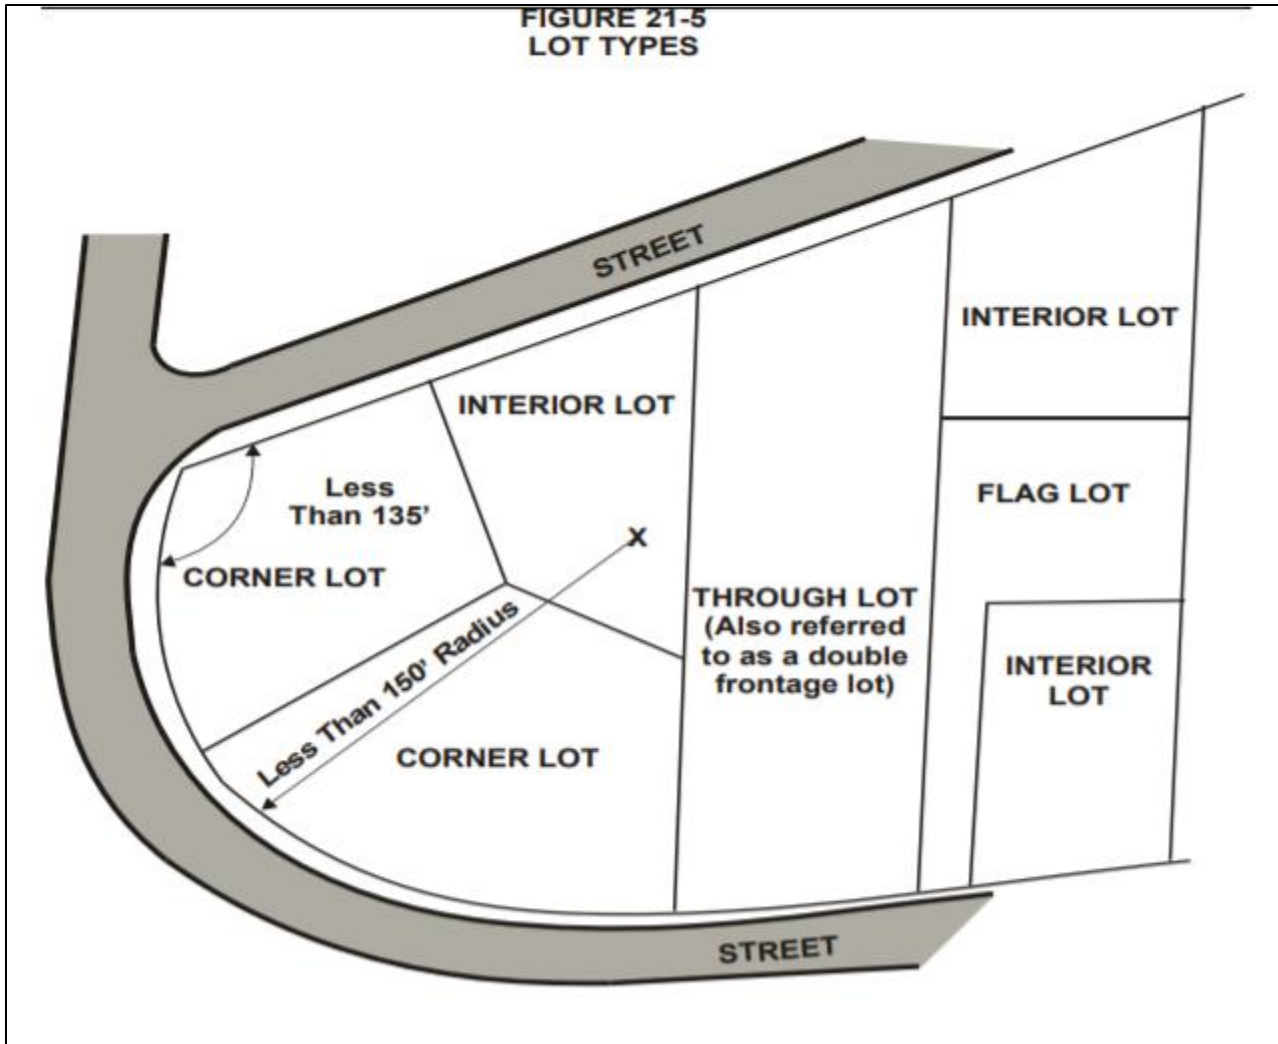 FIGURE 21-5
LOT TYPES
STREET
INTERIOR LOT
INTERIOR LOT
Less
Than 135'
FLAG LOT
X
CORNER LOT
THROUGH LOT
(Also referred
to as a double
frontage lot)
INTERIOR
LOT
Less Than 150' Radius
CORNER LOT
STREET